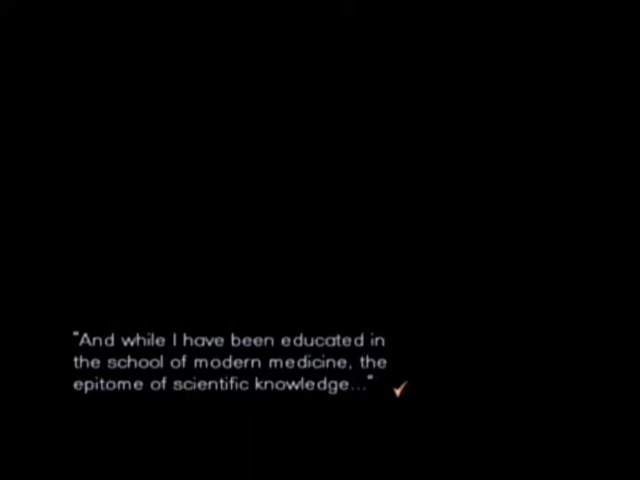 "And while I have been educated in
the school of modern medicine, the
epitome of scientific knowledge..."